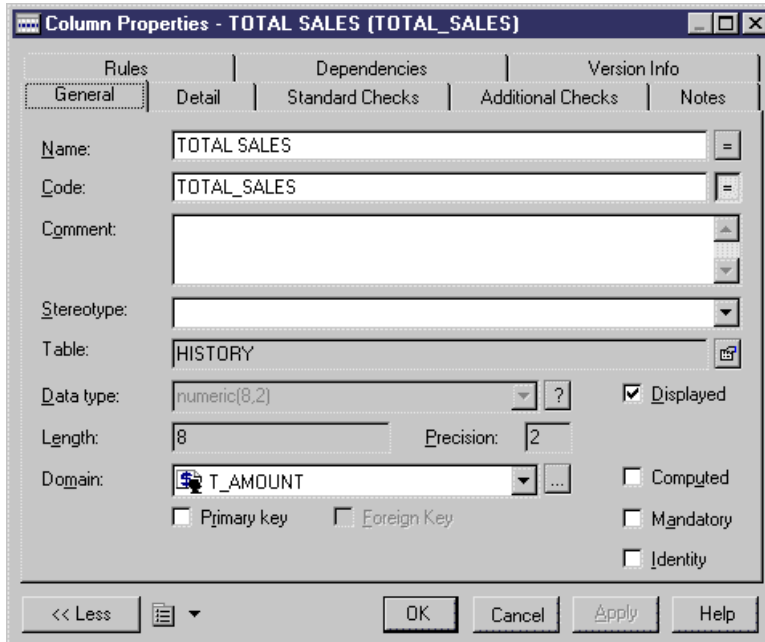 Column Properties - TOTAL SALES (TOTAL_SALES)
Rules Dependencies Version Info
General Detail Standard Checks Additional Checks Notes
Name: TOTAL SALES =
Code: TOTAL_SALES =
Comment:
Stereotype:
Table: HISTORY
Data type: numeric(8,2) ? Displayed
Length: 8 Precision: 2
Domain: T_AMOUNT ... Computed
Primary key Foreign Key Mandatory
Identity
<< Less OK Cancel Apply Help